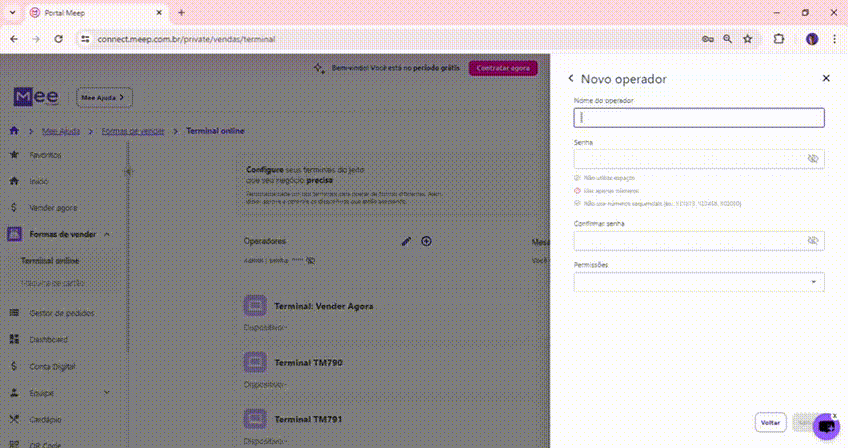 Portal Meep
connect.meep.com.br/private/vendas/terminal
Bem-vindo! Você está no período grátis
Contratar agora
Mee
Mee Ajuda
Mee Ajuda
Formas de vender
Terminal online
Favoritos
Início
Vender agora
Formas de vender
Terminal online
Máquina de cartão
Gestor de pedidos
Dashboard
Conta Digital
Equipe
Cardápio
QR Code
Configure seus terminais do jeito
que seu negócio precisa
Operadores
Admin | Senha ****
Mesa
Você
Terminal: Vender Agora
Dispositivo -
Terminal TM790
Dispositivo -
Terminal TM791
Dispositivo -
Novo operador
Nome do operador
Senha
Não utilize espaço
Use apenas números
Não use números sequenciais
Confirmar senha
Permissões
Voltar